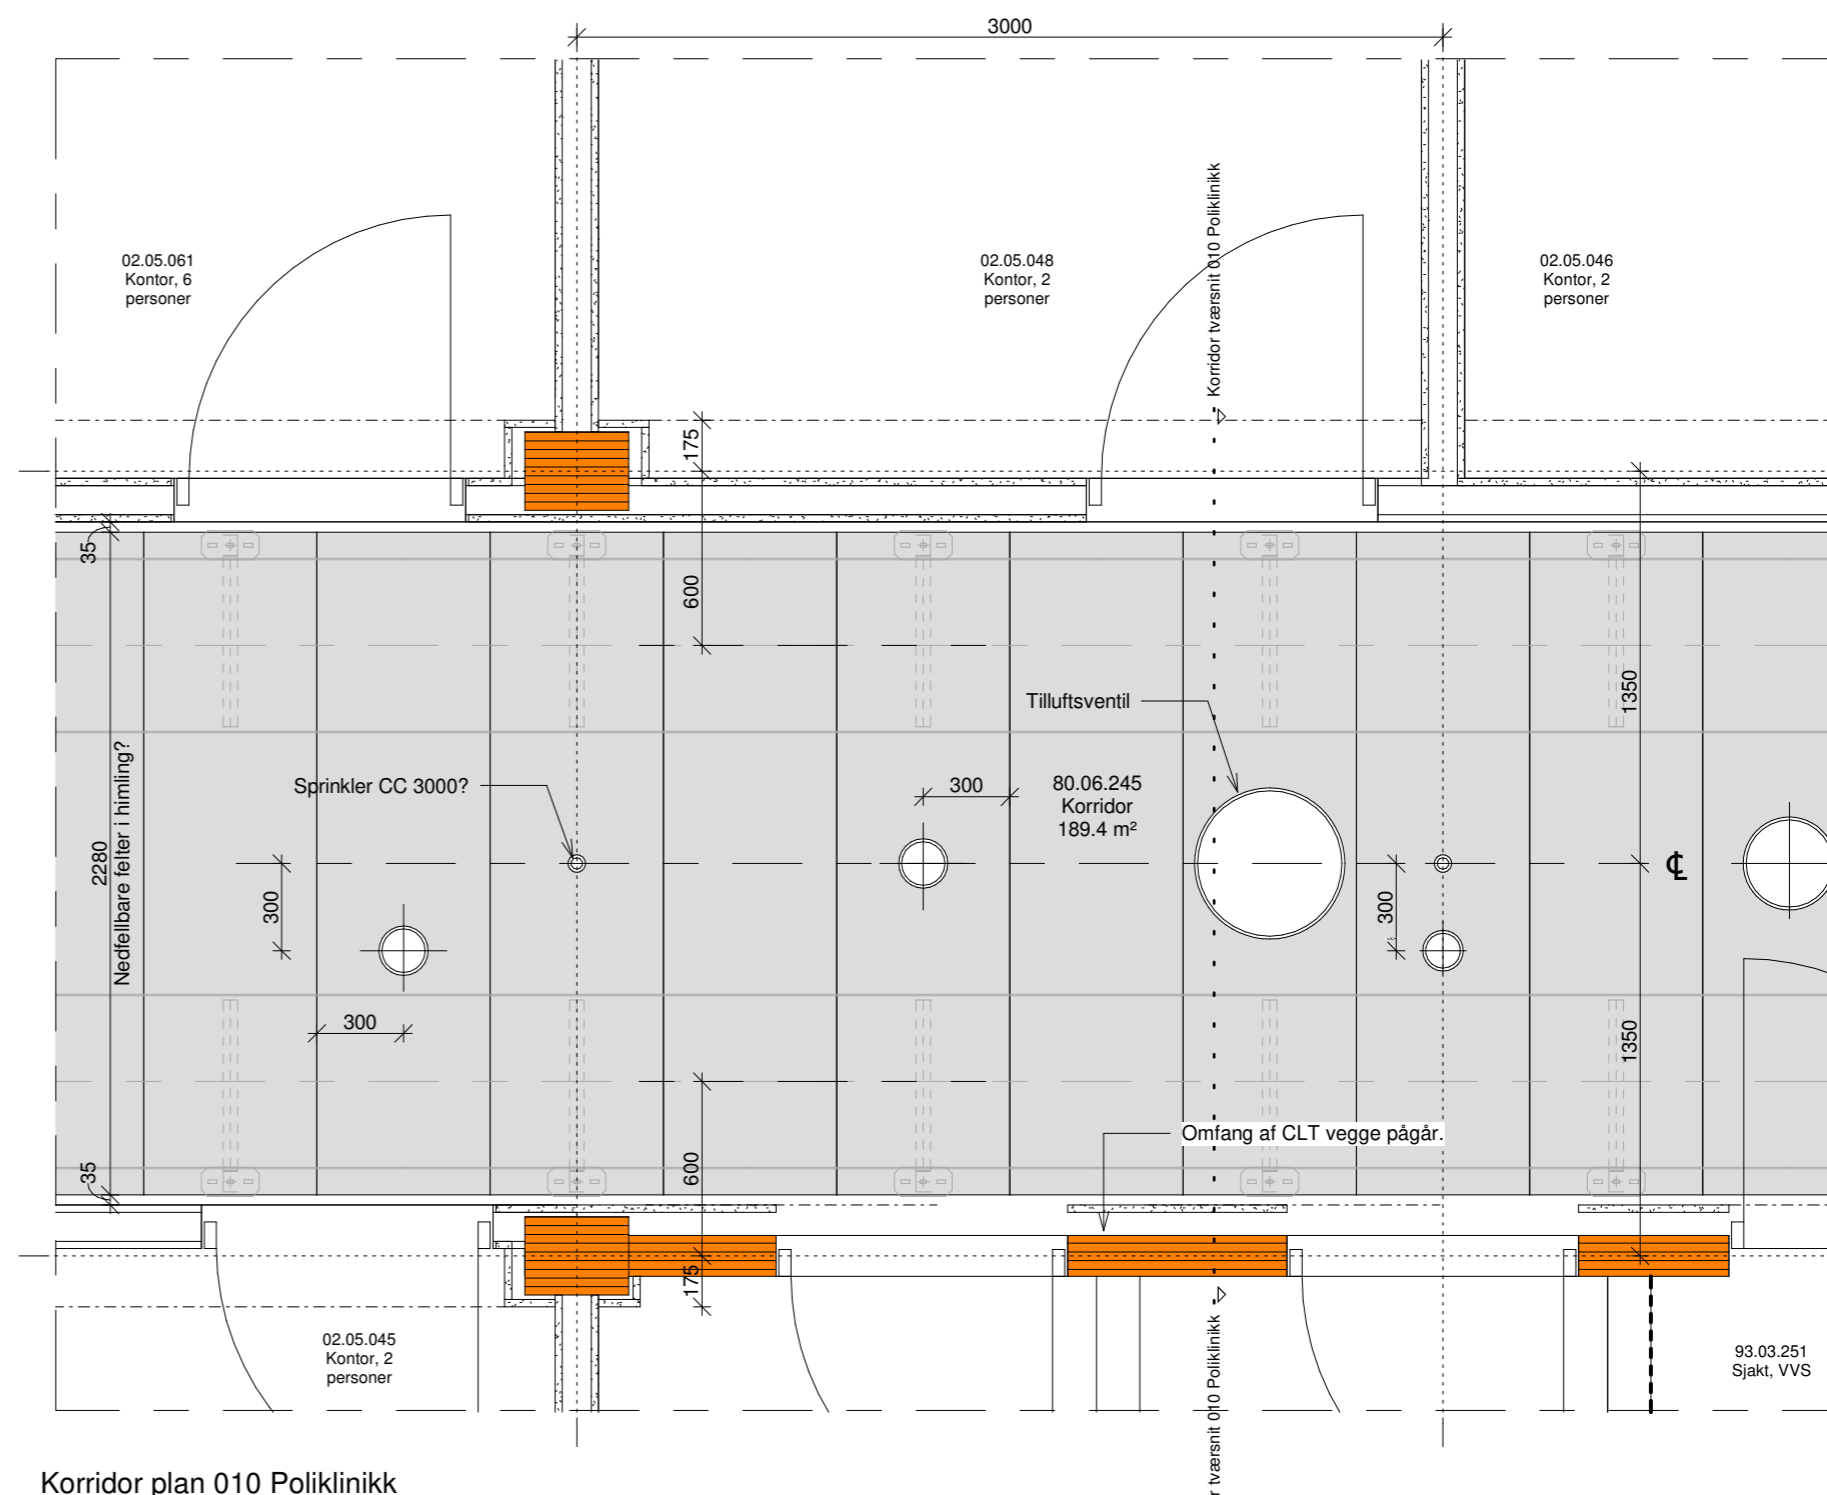 3000
02.05.061
Kontor, 6
personer
02.05.048
Kontor, 2
personer
Korridor tværsnit 010 Poliklinikk
02.05.046
Kontor, 2
personer
175
35
600
1350
Tilluftsventil
Sprinkler CC 3000?
300
80.06.245
Korridor
189.4 m²
2280
Nedfellbare felter i himling?
300
300
℄
300
1350
Omfang af CLT vegge pågår.
35
600
175
02.05.045
Kontor, 2
personer
r tværsnit 010 Poliklinikk
93.03.251
Sjakt, VVS
Korridor plan 010 Poliklinikk